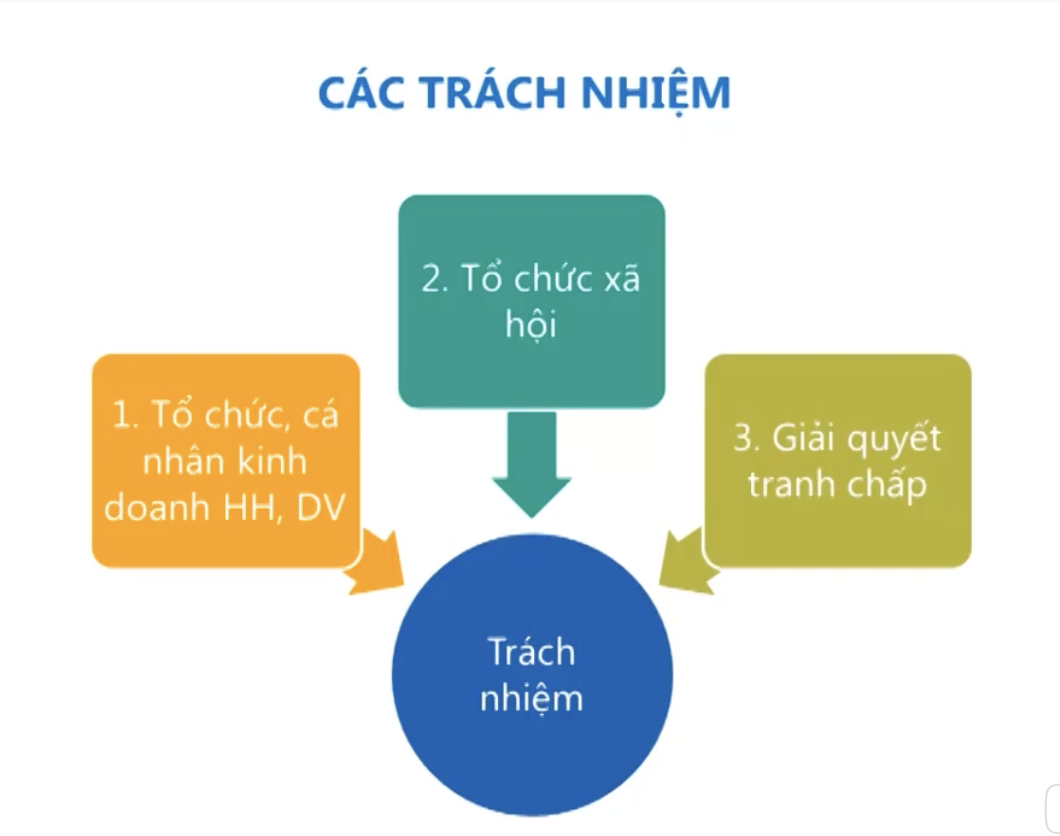 CÁC TRÁCH NHIỆM
1. Tổ chức, cá
nhân kinh
doanh HH, DV
2. Tổ chức xã
hội
3. Giải quyết
tranh chấp
Trách
nhiệm